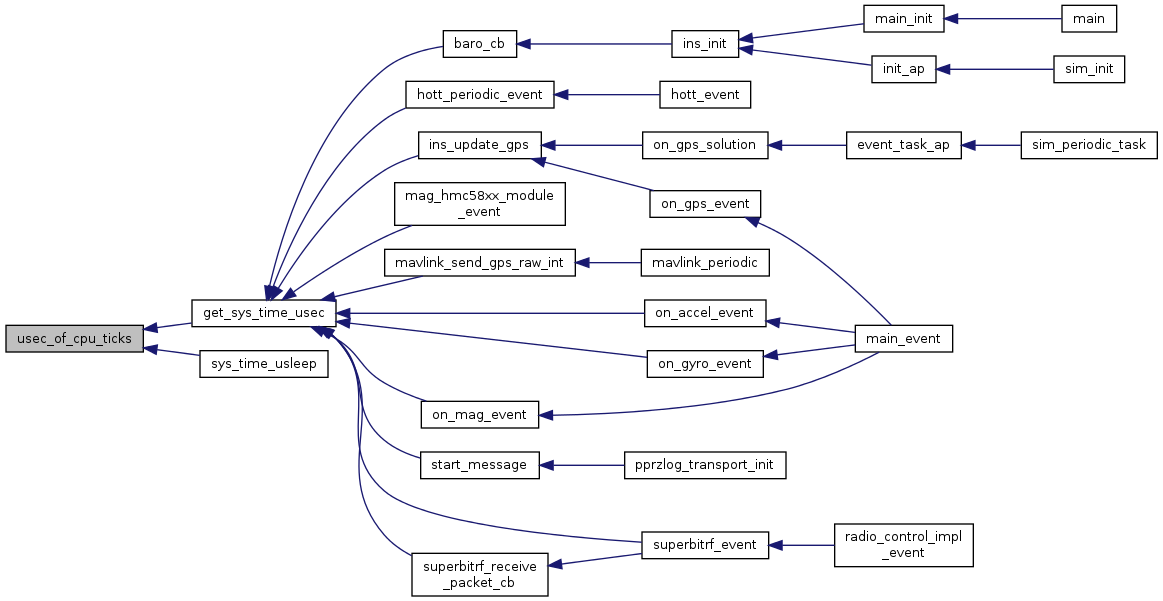 main_init
main
baro_cb
ins_init
init_ap
sim_init
hott_periodic_event
hott_event
ins_update_gps
on_gps_solution
event_task_ap
sim_periodic_task
mag_hmc58xx_module
_event
on_gps_event
mavlink_send_gps_raw_int
mavlink_periodic
get_sys_time_usec
on_accel_event
usec_of_cpu_ticks
main_event
sys_time_usleep
on_gyro_event
on_mag_event
start_message
pprzlog_transport_init
superbitrf_event
radio_control_impl
_event
superbitrf_receive
_packet_cb